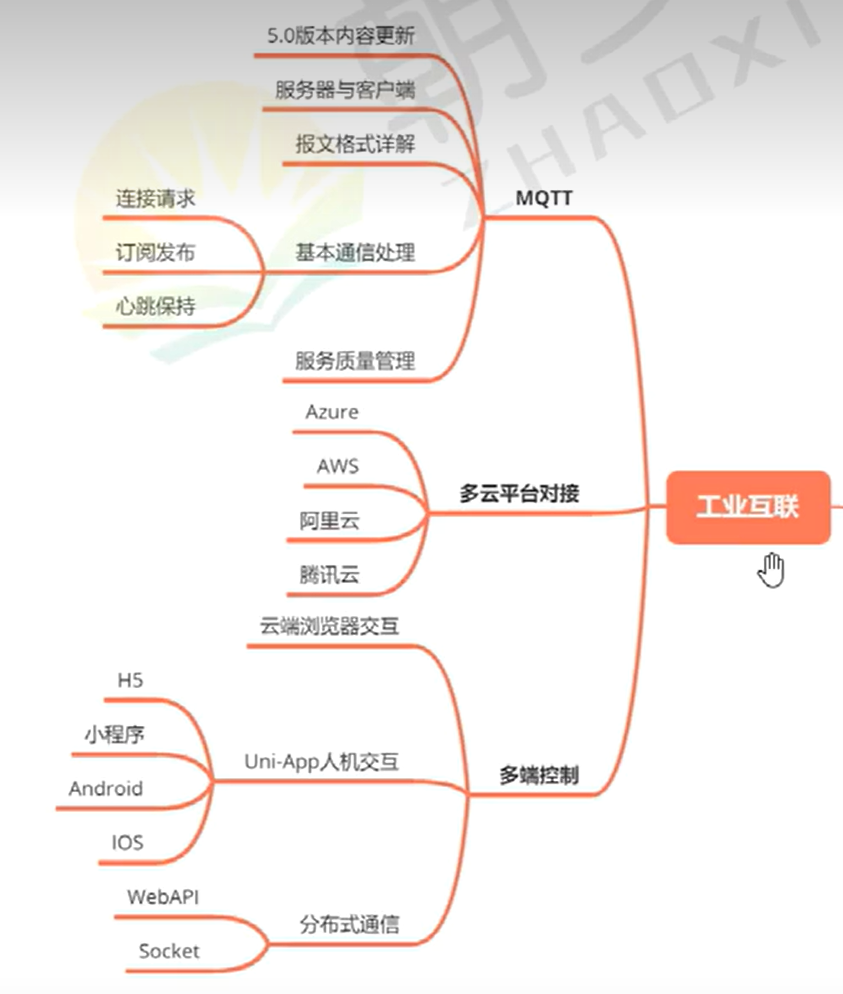 5.0版本内容更新
服务器与客户端
报文格式详解
MQTT
连接请求
订阅发布
基本通信处理
心跳保持
服务质量管理
Azure
AWS
多云平台对接
阿里云
腾讯云
工业互联
云端浏览器交互
H5
小程序
Uni-App人机交互
多端控制
Android
IOS
WebAPI
分布式通信
Socket
朝
ZHAOXI